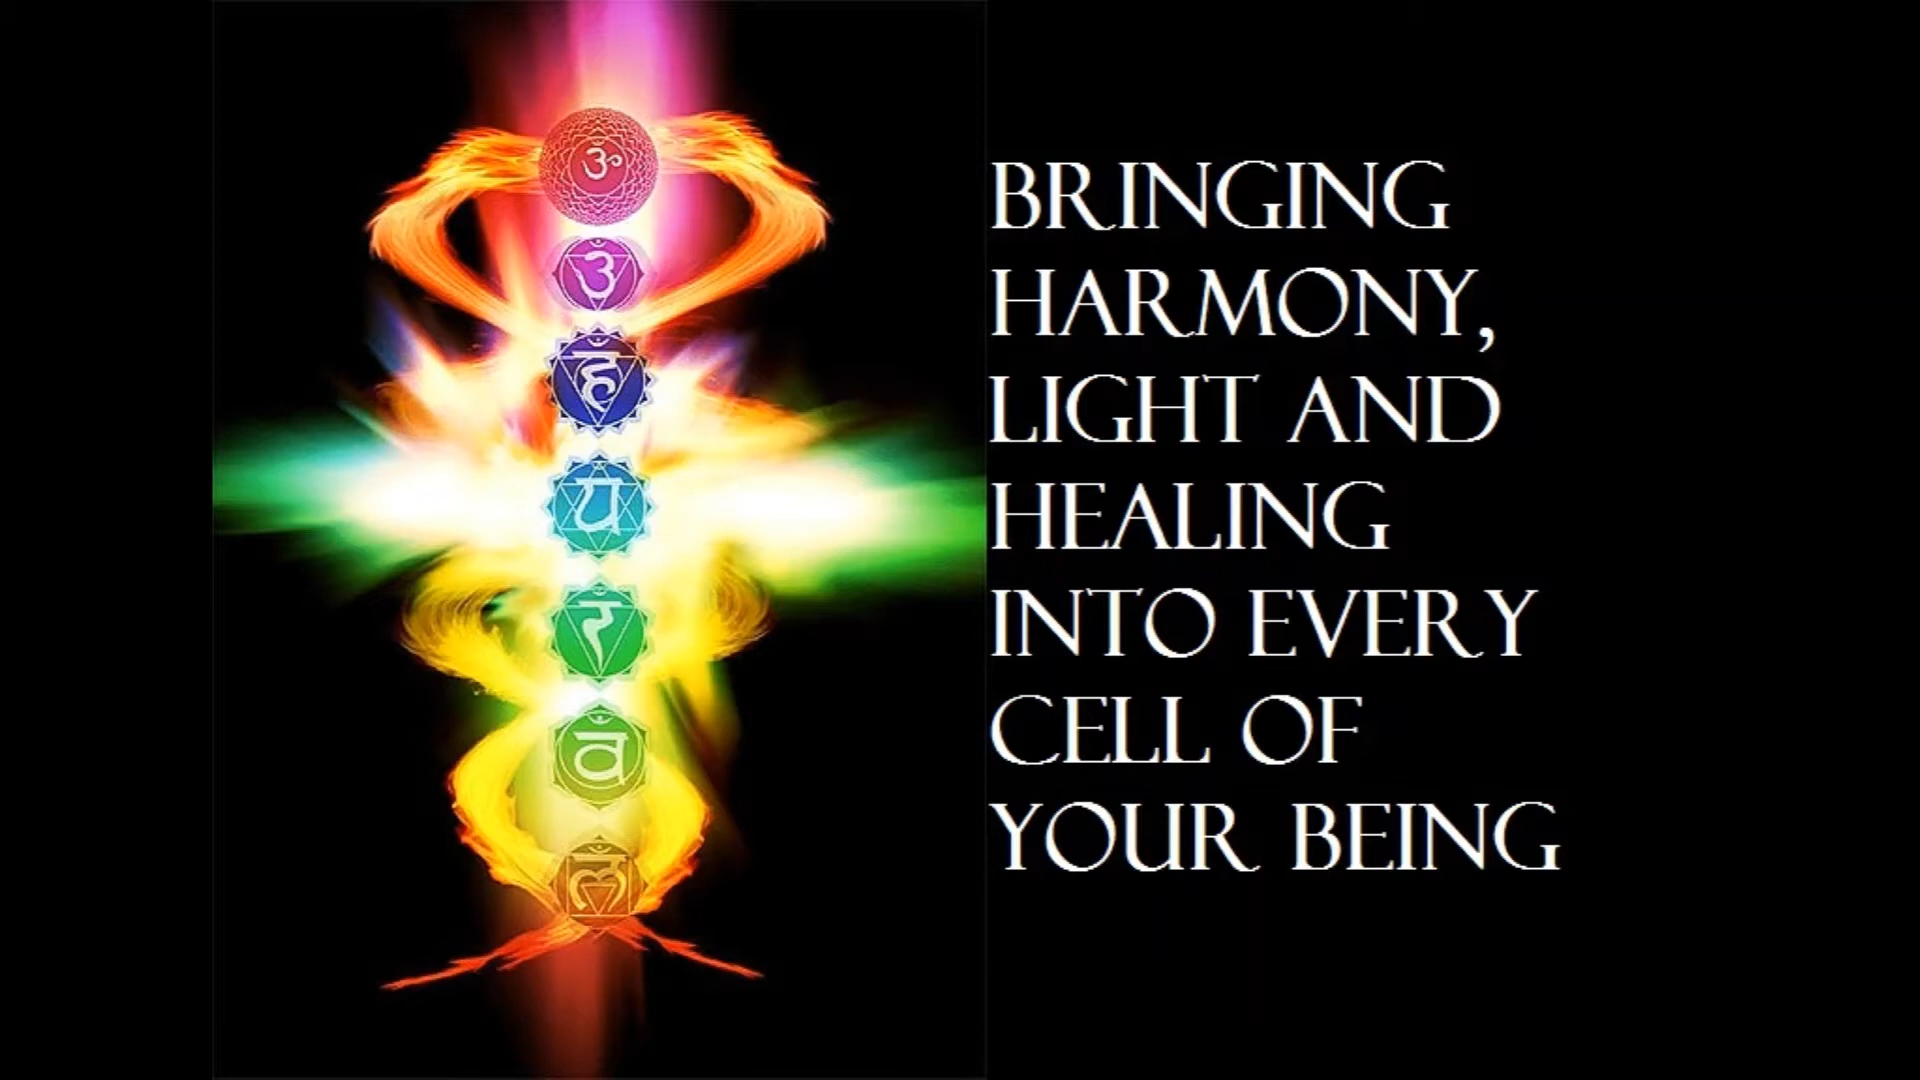 ॐ
उ
हं
यं
रं
वं
लं
BRINGING
HARMONY,
LIGHT AND
HEALING
INTO EVERY
CELL OF
YOUR BEING